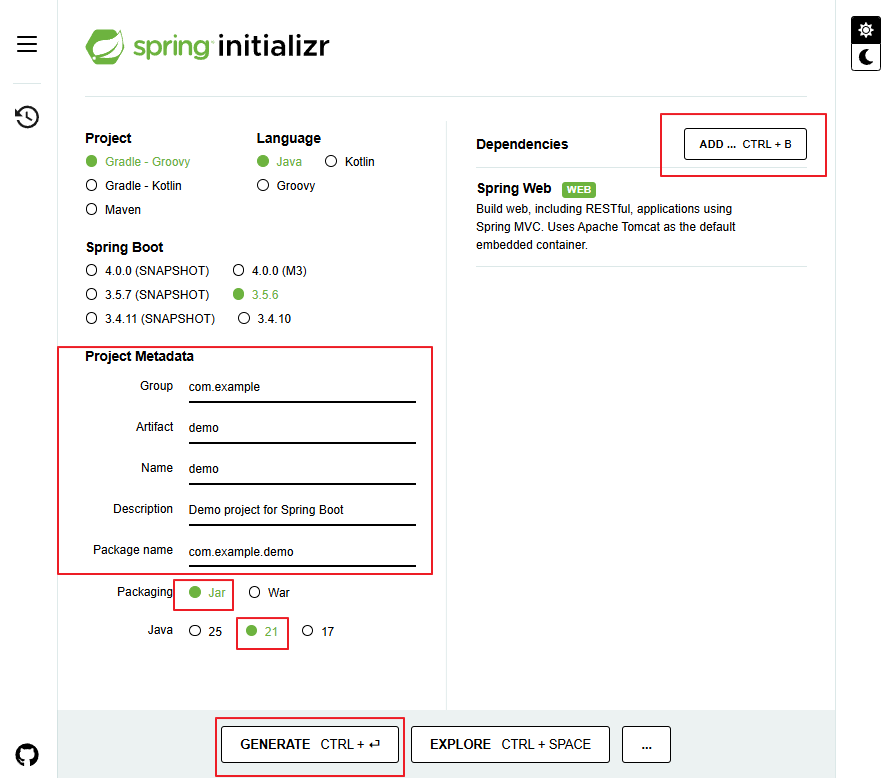 spring initializr
Project
Gradle - Groovy
Gradle - Kotlin
Maven
Language
Java Kotlin
Groovy
Spring Boot
4.0.0 (SNAPSHOT) 4.0.0 (M3)
3.5.7 (SNAPSHOT) 3.5.6
3.4.11 (SNAPSHOT) 3.4.10
Project Metadata
Group com.example
Artifact demo
Name demo
Description Demo project for Spring Boot
Package name com.example.demo
Packaging Jar War
Java 25 21 17
Dependencies
ADD ... CTRL + B
Spring Web WEB
Build web, including RESTful, applications using
Spring MVC. Uses Apache Tomcat as the default
embedded container.
GENERATE CTRL + ⏎
EXPLORE CTRL + SPACE
...